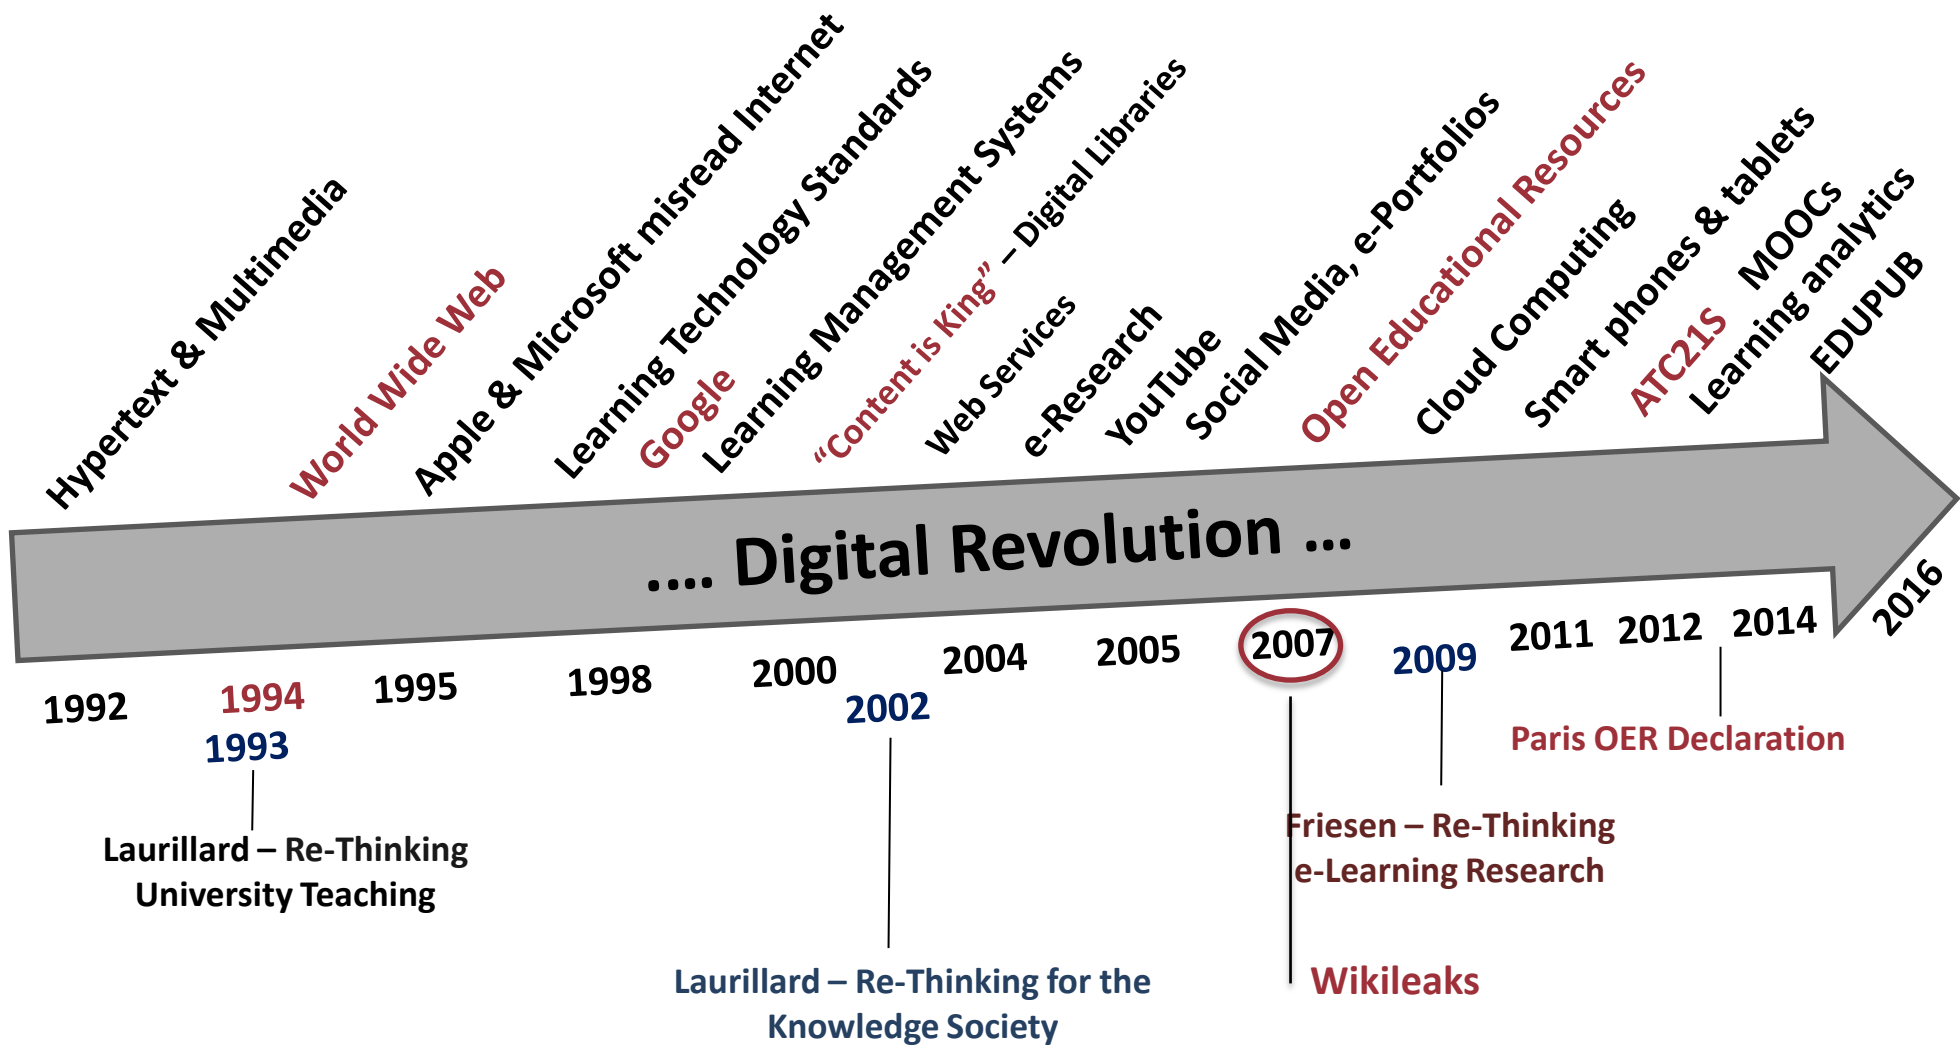 Hypertext & Multimedia
World Wide Web
Apple & Microsoft misread Internet
Learning Technology Standards
Google
Learning Management Systems
“Content is King” – Digital Libraries
Web Services
e-Research
YouTube
Social Media, e-Portfolios
Open Educational Resources
Cloud Computing
Smart phones & tablets
ATC21S
MOOCs
Learning analytics
EDUPUB
.... Digital Revolution ...
1992
1994
1993
1995
1998
2000
2002
2004
2005
2007
2009
2011
2012
2014
2016
Paris OER Declaration
Laurillard – Re-Thinking
University Teaching
Friesen – Re-Thinking
e-Learning Research
Laurillard – Re-Thinking for the
Knowledge Society
Wikileaks